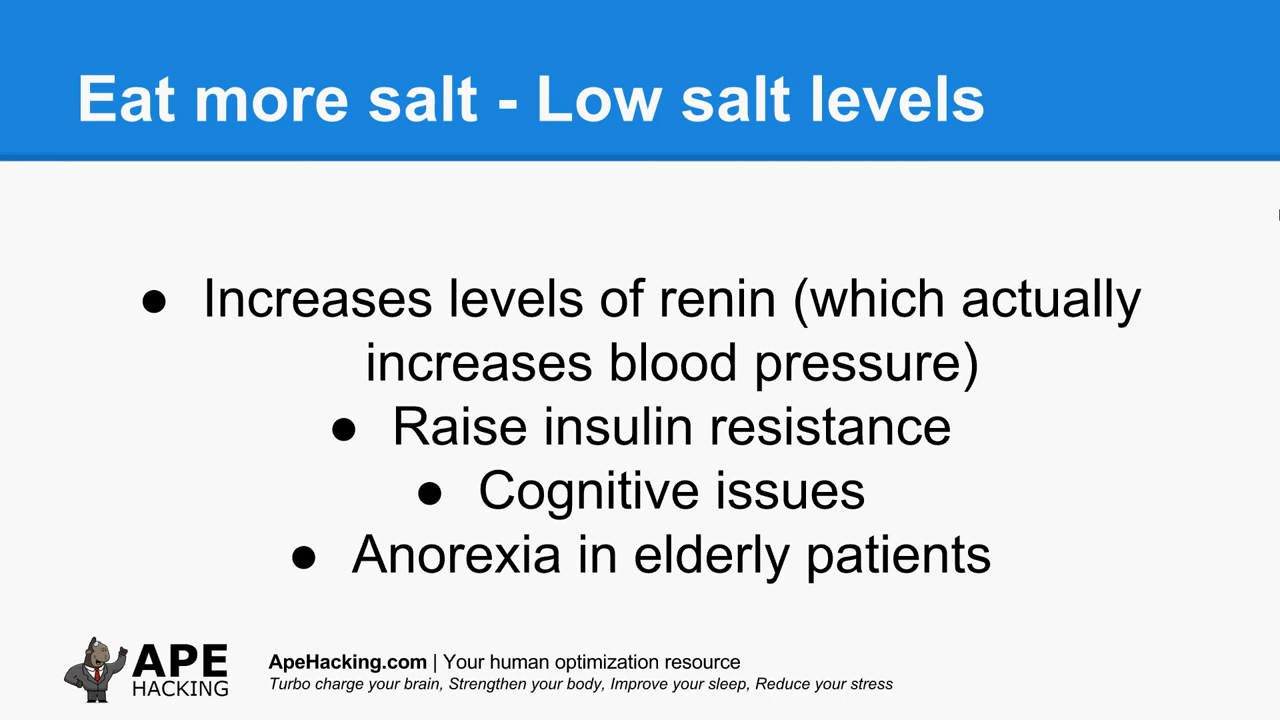 Eat more salt - Low salt levels
● Increases levels of renin (which actually
increases blood pressure)
● Raise insulin resistance
● Cognitive issues
● Anorexia in elderly patients
APE
HACKING
ApeHacking.com | Your human optimization resource
Turbo charge your brain, Strengthen your body, Improve your sleep, Reduce your stress